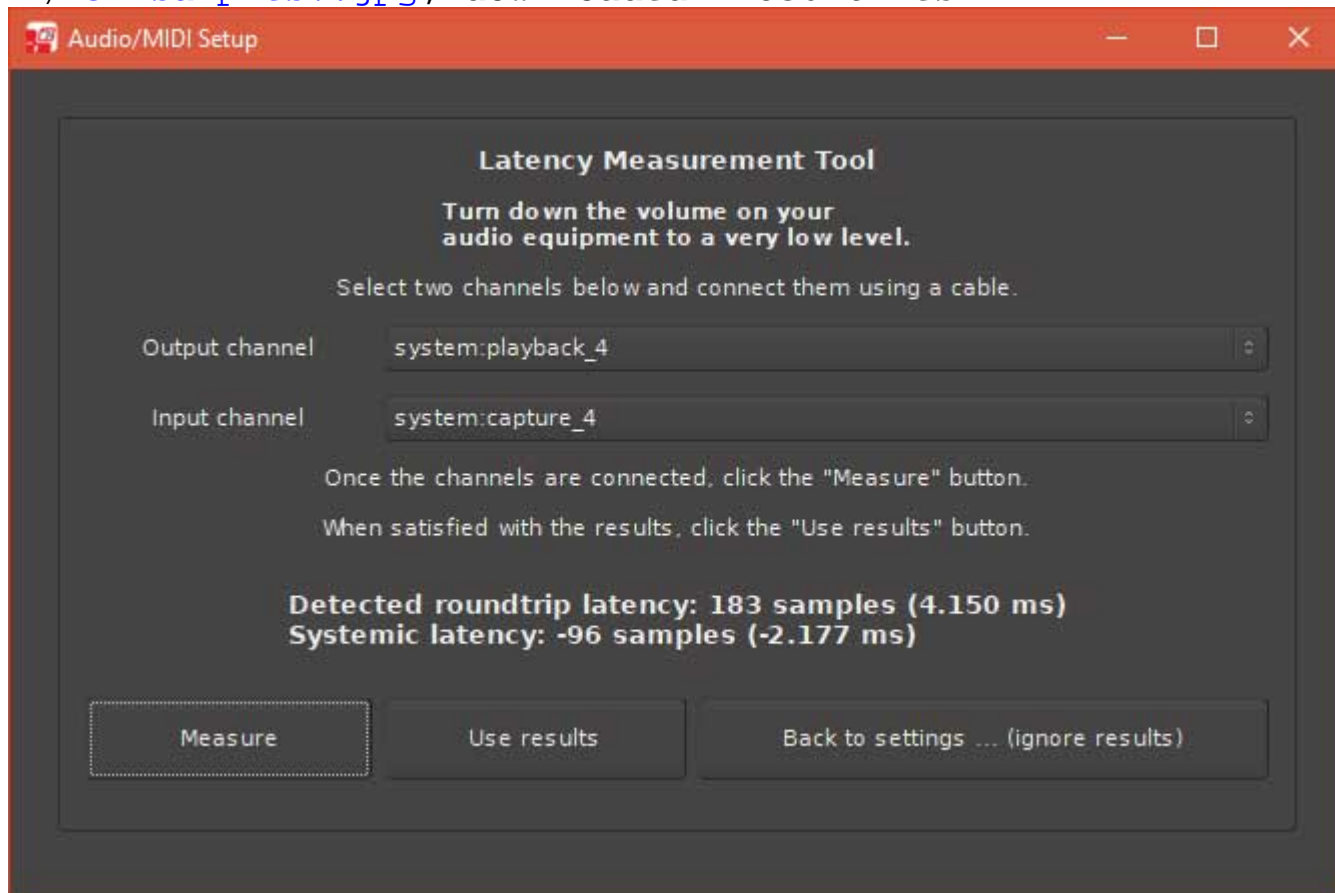 Audio/MIDI Setup
Latency Measurement Tool
Turn down the volume on your
audio equipment to a very low level.
Select two channels below and connect them using a cable.
Output channel system:playback_4
Input channel system:capture_4
Once the channels are connected, click the "Measure" button.
When satisfied with the results, click the "Use results" button.
Detected roundtrip latency: 183 samples (4.150 ms)
Systemic latency: -96 samples (-2.177 ms)
Measure Use results Back to settings ... (ignore results)